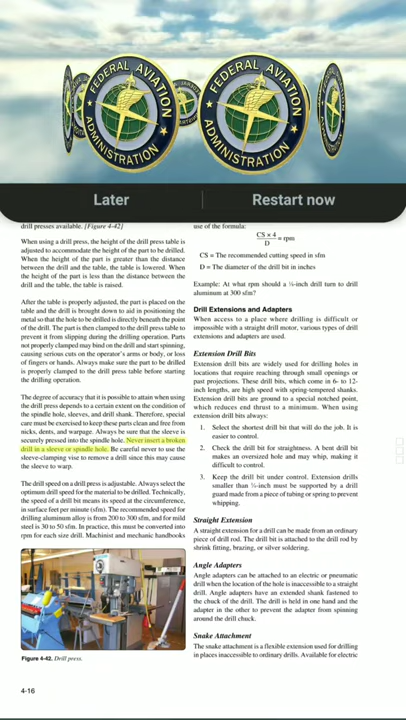 FEDERAL AVIATION
ADMINISTRATION
FEDERAL AVIATION
ADMINISTRATION
Later
Restart now
drill presses available. [Figure 4-42]
When using a drill press, the height of the drill press table is
adjusted to accommodate the height of the part to be drilled.
When the height of the part is greater than the distance
between the drill and the table, the table is lowered. When
the height of the part is less than the distance between the
drill and the table, the table is raised.
After the table is properly adjusted, the part is placed on the
table and the drill is brought down to aid in positioning the
metal so that the hole to be drilled is directly beneath the point
of the drill. The part is then clamped to the drill press table to
prevent it from slipping during the drilling operation. Parts
not properly clamped may bind on the drill and start spinning,
causing serious cuts on the operator's arms or body, or loss
of fingers or hands. Always make sure the part to be drilled
is properly clamped to the drill press table before starting
the drilling operation.
The degree of accuracy that it is possible to attain when using
the drill press depends to a certain extent on the condition of
the spindle hole, sleeves, and drill shank. Therefore, special
care must be exercised to keep these parts clean and free from
nicks, dents, and warpage. Always be sure that the sleeve is
securely pressed into the spindle hole. Never insert a broken
drill in a sleeve or spindle hole. Be careful never to use the
sleeve-clamping vise to remove a drill since this may cause
the sleeve to warp.
The drill speed on a drill press is adjustable. Always select the
optimum drill speed for the material to be drilled. Technically,
the speed of a drill bit means its speed at the circumference,
in surface feet per minute (sfm). The recommended speed for
drilling aluminum alloy is from 200 to 300 sfm, and for mild
steel is 30 to 50 sfm. In practice, this must be converted into
rpm for each size drill. Machinist and mechanic handbooks
Figure 4-42. Drill press.
4-16
use of the formula:
CS × 4
D
= rpm
CS = The recommended cutting speed in sfm
D = The diameter of the drill bit in inches
Example: At what rpm should a ⅛-inch drill turn to drill
aluminum at 300 sfm?
Drill Extensions and Adapters
When access to a place where drilling is difficult or
impossible with a straight drill motor, various types of drill
extensions and adapters are used.
Extension Drill Bits
Extension drill bits are widely used for drilling holes in
locations that require reaching through small openings or
past projections. These drill bits, which come in 6- to 12-
inch lengths, are high speed with spring-tempered shanks.
Extension drill bits are ground to a special notched point,
which reduces end thrust to a minimum. When using
extension drill bits always:
1. Select the shortest drill bit that will do the job. It is
easier to control.
2. Check the drill bit for straightness. A bent drill bit
makes an oversized hole and may whip, making it
difficult to control.
3. Keep the drill bit under control. Extension drills
smaller than ¼-inch must be supported by a drill
guard made from a piece of tubing or spring to prevent
whipping.
Straight Extension
A straight extension for a drill can be made from an ordinary
piece of drill rod. The drill bit is attached to the drill rod by
shrink fitting, brazing, or silver soldering.
Angle Adapters
Angle adapters can be attached to an electric or pneumatic
drill when the location of the hole is inaccessible to a straight
drill. Angle adapters have an extended shank fastened to
the chuck of the drill. The drill is held in one hand and the
adapter in the other to prevent the adapter from spinning
around the drill chuck.
Snake Attachment
The snake attachment is a flexible extension used for drilling
in places inaccessible to ordinary drills. Available for electric